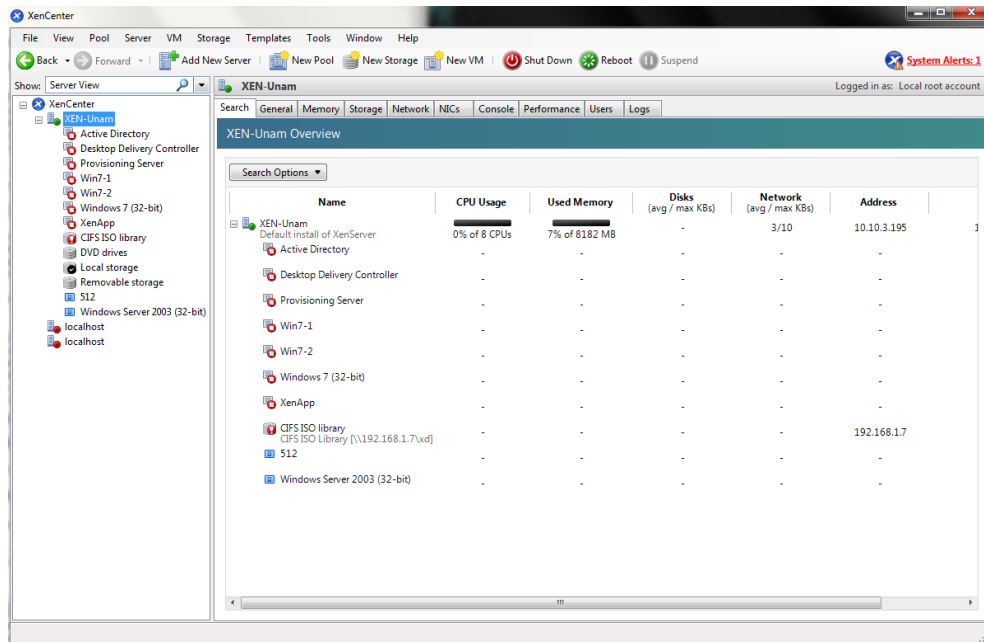 XenCenter
File View Pool Server VM Storage Templates Tools Window Help
Back Forward Add New Server New Pool New Storage New VM Shut Down Reboot Suspend System Alerts: 1
Show: Server View XEN-Unam Logged in as: Local root account
XenCenter
XEN-Unam
Active Directory
Desktop Delivery Controller
Provisioning Server
Win7-1
Win7-2
Windows 7 (32-bit)
XenApp
CIFS ISO library
DVD drives
Local storage
Removable storage
512
Windows Server 2003 (32-bit)
localhost
localhost
Search General Memory Storage Network NICs Console Performance Users Logs
XEN-Unam Overview
Search Options
Name CPU Usage Used Memory Disks Network Address
(avg / max KBs) (avg / max KBs)
XEN-Unam
Default install of XenServer 0% of 8 CPUs 7% of 8182 MB - 3/10 10.10.3.195 1
Active Directory - - - - -
Desktop Delivery Controller - - - - -
Provisioning Server - - - - -
Win7-1 - - - - -
Win7-2 - - - - -
Windows 7 (32-bit) - - - - -
XenApp - - - - -
CIFS ISO library
CIFS ISO Library [\\192.168.1.7\xd] - - - - 192.168.1.7
512 - - - - -
Windows Server 2003 (32-bit) - - - - -